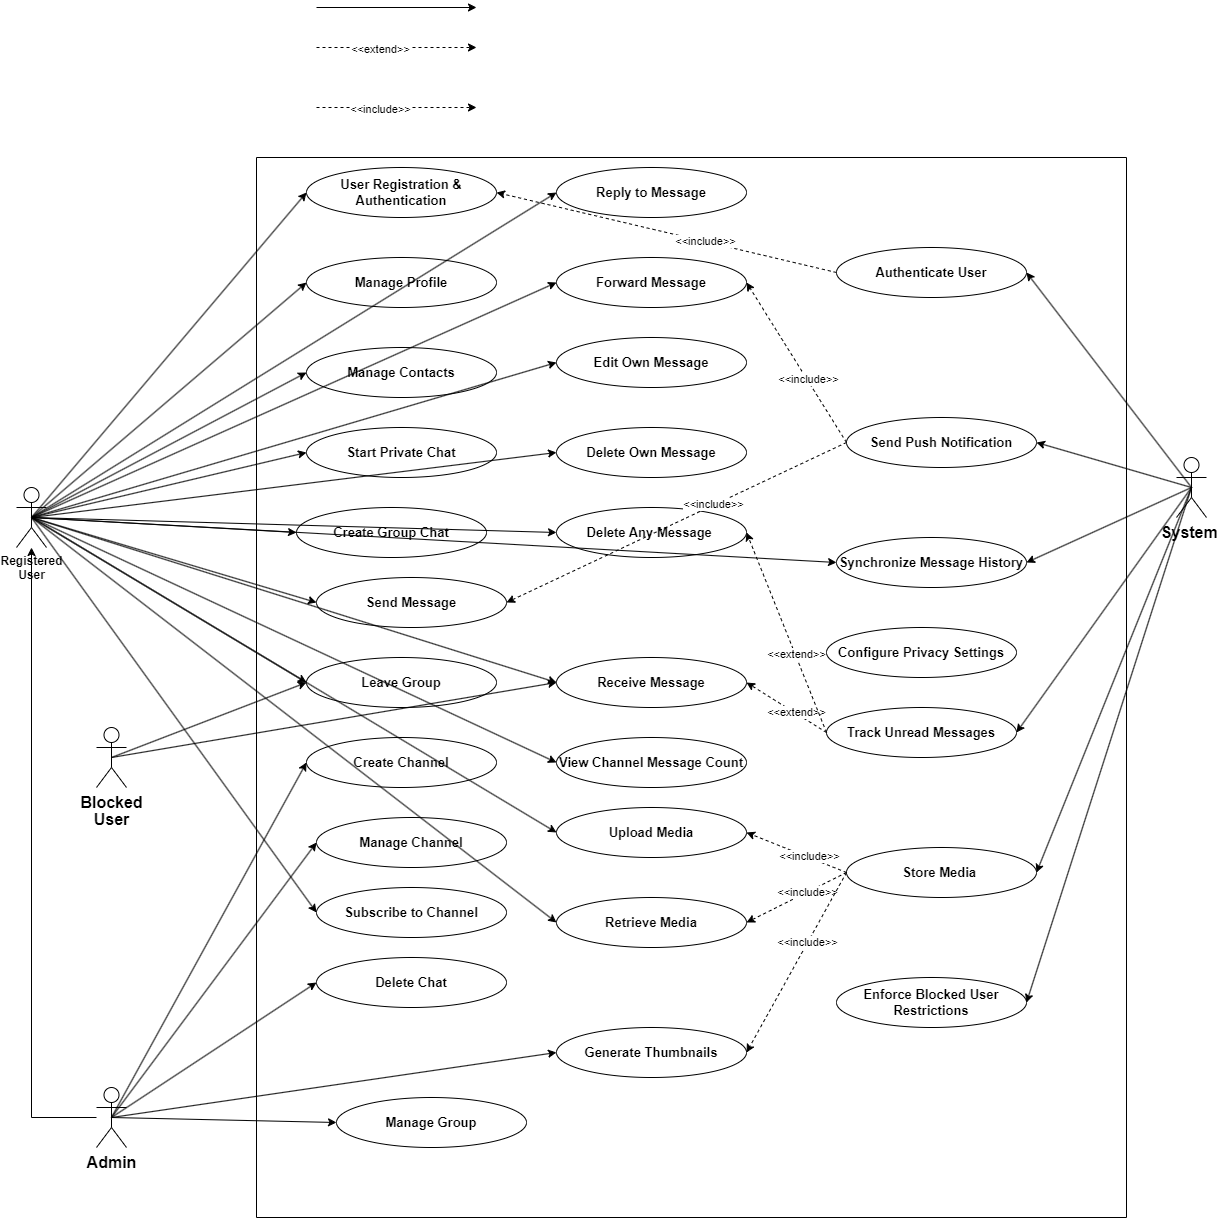 <<extend>>
<<include>>
User Registration &
Authentication
Reply to Message
<<include>>
Authenticate User
Manage Profile
Forward Message
Manage Contacts
Edit Own Message
<<include>>
Start Private Chat
Delete Own Message
Send Push Notification
<<include>>
Create Group Chat
Delete Any Message
System
Registered
User
Synchronize Message History
Send Message
<<extend>>
Configure Privacy Settings
Leave Group
Receive Message
<<extend>>
Track Unread Messages
Create Channel
View Channel Message Count
Blocked
User
Manage Channel
Upload Media
<<include>>
Store Media
<<include>>
Subscribe to Channel
Retrieve Media
<<include>>
Delete Chat
Enforce Blocked User
Restrictions
Generate Thumbnails
Manage Group
Admin